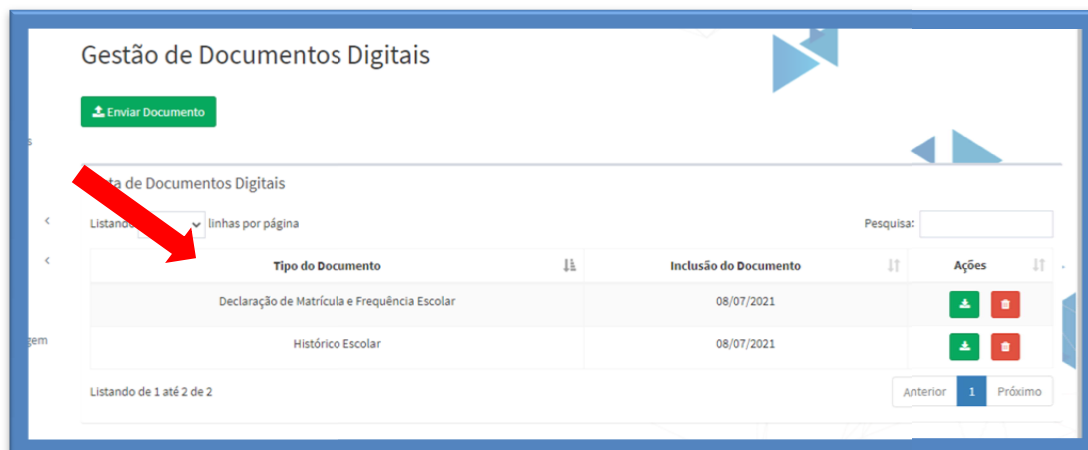 Gestão de Documentos Digitais
Enviar Documento
s
de Documentos Digitais
Listando linhas por página
Pesquisa:
Tipo do Documento Inclusão do Documento Ações
Declaração de Matrícula e Frequência Escolar 08/07/2021
gem Histórico Escolar 08/07/2021
Listando de 1 até 2 de 2 Anterior 1 Próximo